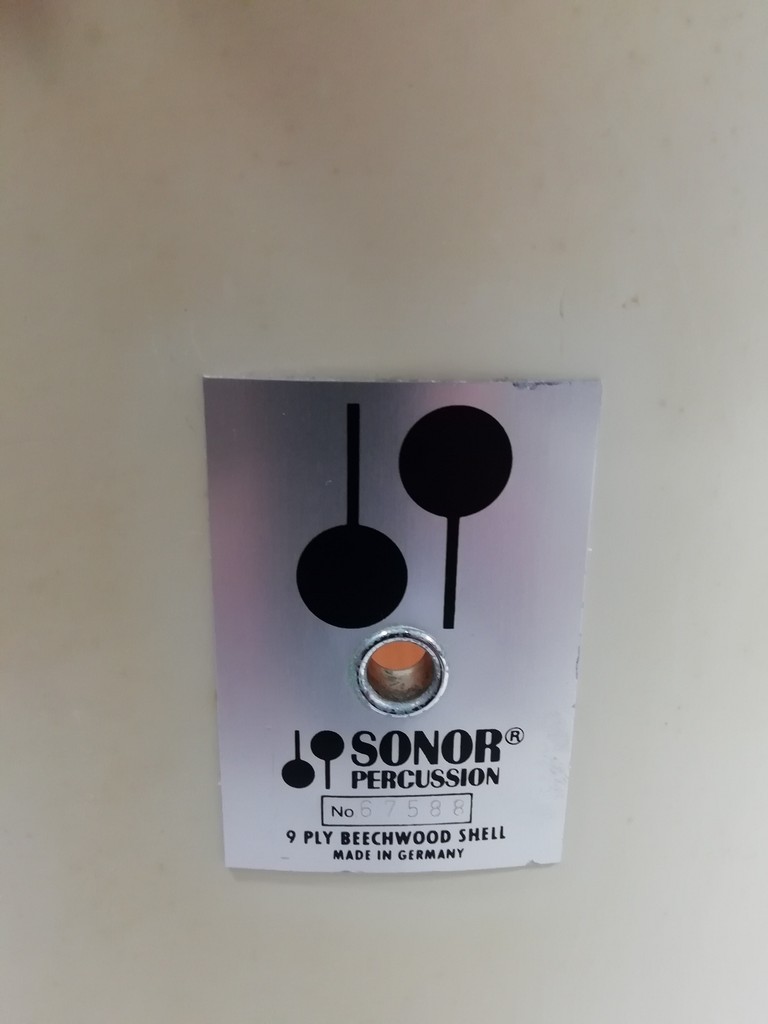 SONOR®
PERCUSSION
No 67588
9 PLY BEECHWOOD SHELL
MADE IN GERMANY